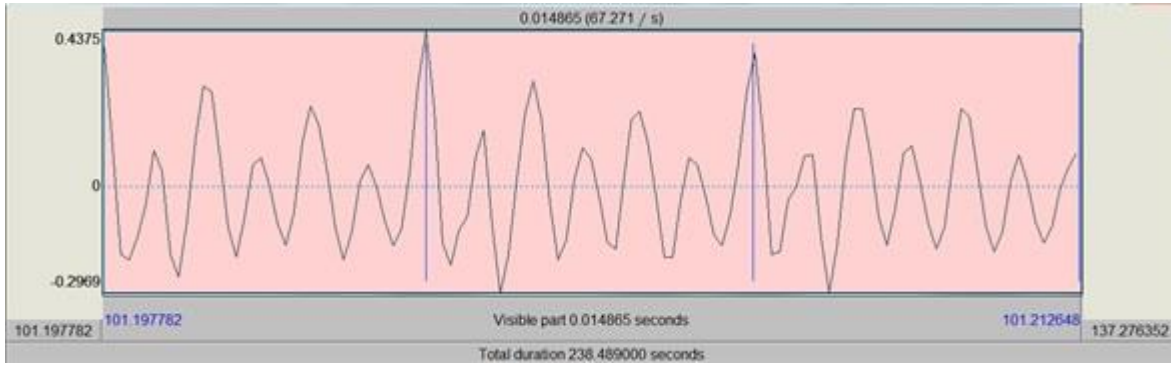 0.014865 (67.271 / s)
0.4375
0
-0.2969
101.197782 Visible part 0.014865 seconds 101.212648
101.197782 137.276352
Total duration 238.489000 seconds